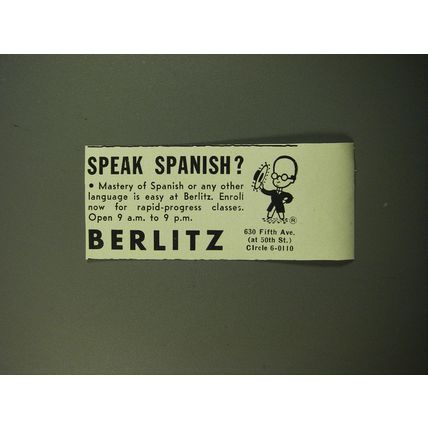 SPEAK SPANISH?
• Mastery of Spanish or any other
language is easy at Berlitz. Enroll
now for rapid-progress classes.
Open 9 a.m. to 9 p.m.
BERLITZ
®
630 Fifth Ave.
(at 50th St.)
CIrcle 6-0110